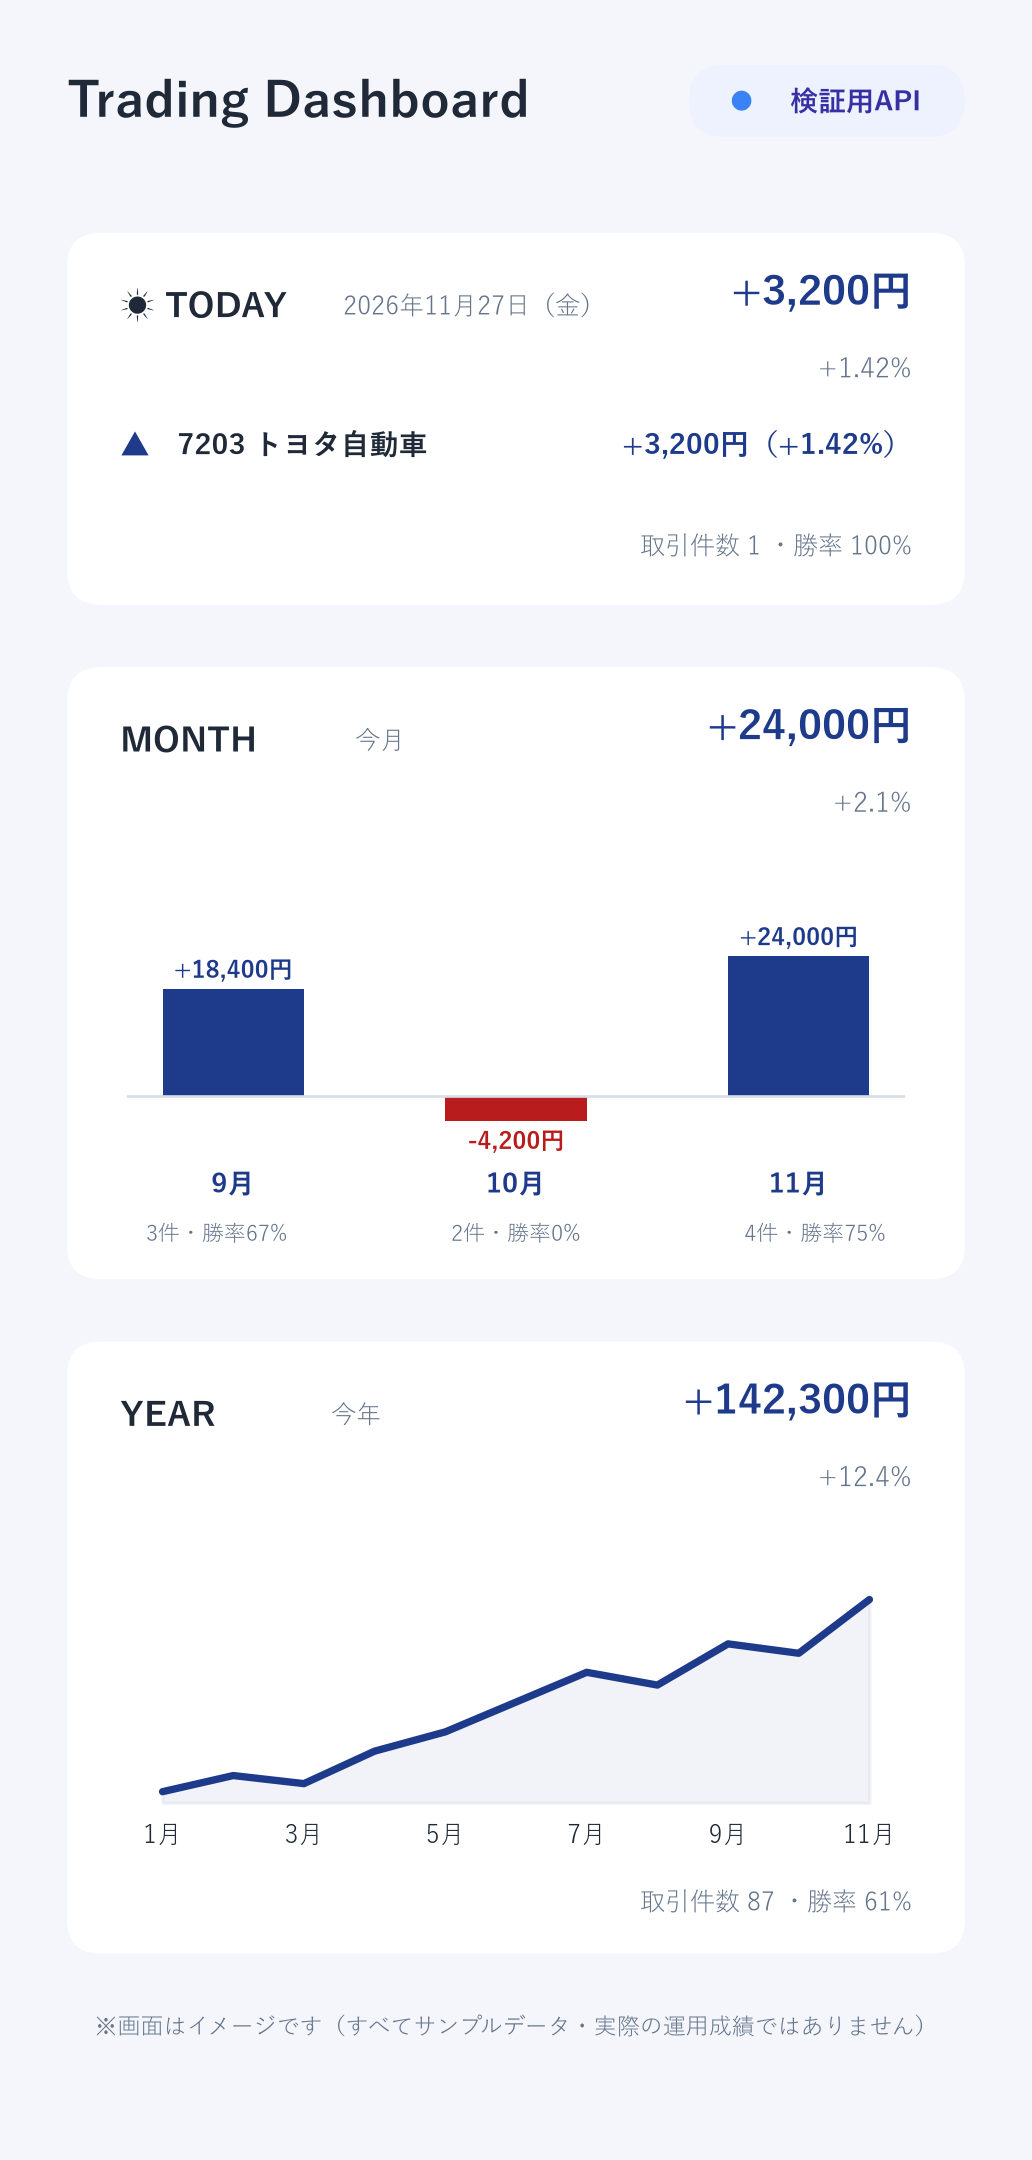 Trading Dashboard
検証用API
☀ TODAY 2026年11月27日（金） +3,200円
+1.42%
▲ 7203 トヨタ自動車 +3,200円（+1.42%）
取引件数 1 ・勝率 100%
MONTH 今月 +24,000円
+2.1%
+18,400円 +24,000円
-4,200円
9月 10月 11月
3件・勝率67% 2件・勝率0% 4件・勝率75%
YEAR 今年 +142,300円
+12.4%
1月 3月 5月 7月 9月 11月
取引件数 87 ・勝率 61%
※画面はイメージです（すべてサンプルデータ・実際の運用成績ではありません）